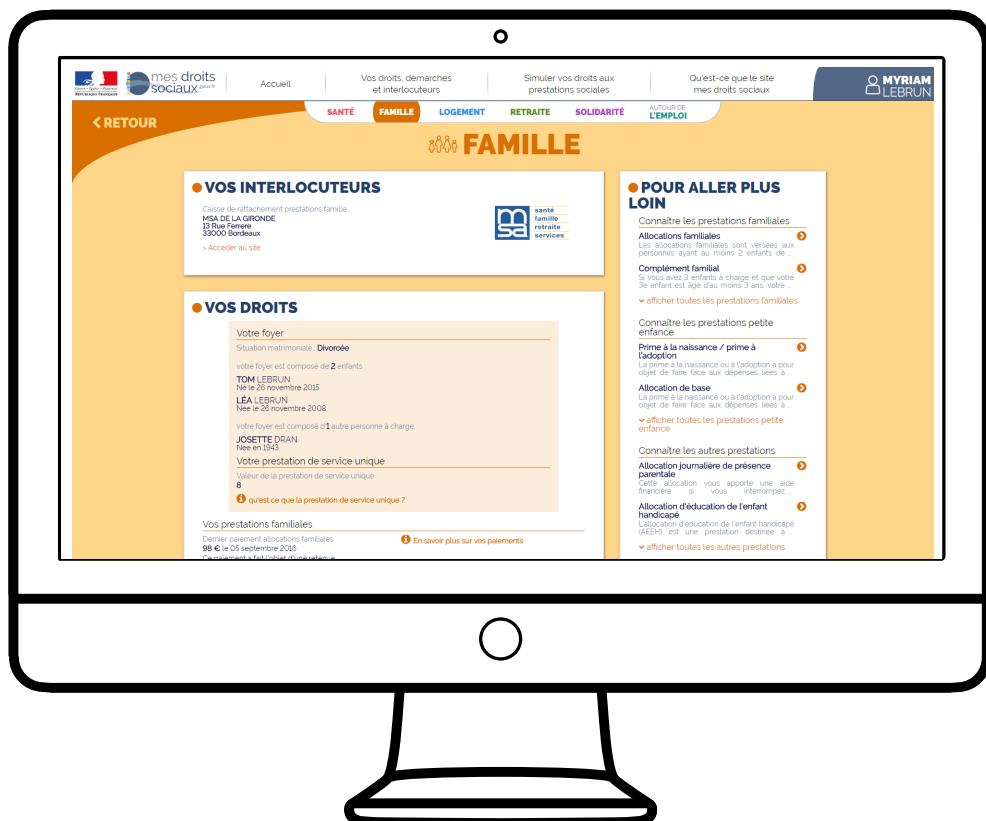 Liberté • Égalité • Fraternité
RÉPUBLIQUE FRANÇAISE
mes droits
sociaux .gouv.fr
Accueil
Vos droits, démarches
et interlocuteurs
Simuler vos droits aux
prestations sociales
Qu'est-ce que le site
mes droits sociaux
MYRIAM
LEBRUN
< RETOUR
SANTÉ
FAMILLE
LOGEMENT
RETRAITE
SOLIDARITÉ
AUTOUR DE
L'EMPLOI
FAMILLE
VOS INTERLOCUTEURS
Caisse de rattachement prestations famille
MSA DE LA GIRONDE
13 Rue Ferrere
33000 Bordeaux
> Accéder au site
msa
santé
famille
retraite
services
VOS DROITS
Votre foyer
Situation matrimoniale : Divorcée
votre foyer est composé de 2 enfants
TOM LEBRUN
Né le 26 novembre 2015
LÉA LEBRUN
Née le 26 novembre 2008
votre foyer est composé d'1 autre personne à charge.
JOSETTE DRAN
Née en 1943
Votre prestation de service unique
Valeur de la prestation de service unique
8
qu'est ce que la prestation de service unique ?
Vos prestations familiales
Dernier paiement allocations familiales
98 € le 05 septembre 2016
Ce paiement a fait l'objet d'une retenue
En savoir plus sur vos paiements
POUR ALLER PLUS
LOIN
Connaître les prestations familiales
Allocations familiales
Les allocations familiales sont versées aux
personnes ayant au moins 2 enfants de ...
Complément familial
Si vous avez 3 enfants à charge et que votre
3e enfant est âgé d'au moins 3 ans, votre ...
afficher toutes les prestations familiales
Connaître les prestations petite
enfance
Prime à la naissance / prime à
l'adoption
La prime à la naissance ou à l'adoption a pour
objet de faire face aux dépenses liées à ...
Allocation de base
La prime à la naissance ou à l'adoption a pour
objet de faire face aux dépenses liées à ...
afficher toutes les prestations petite
enfance
Connaître les autres prestations
Allocation journalière de présence
parentale
Cette allocation vous apporte une aide
financière si vous interrompez ...
Allocation d'éducation de l'enfant
handicapé
L'allocation d'éducation de l'enfant handicapé
(AEEH) est une prestation destinée à ...
afficher toutes les autres prestations